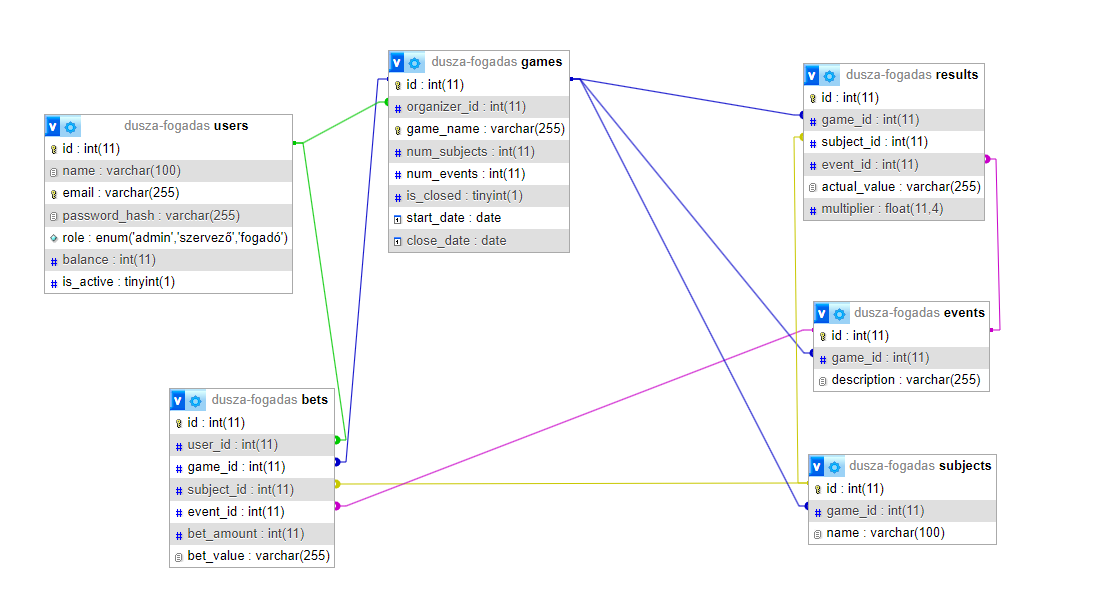 v dusza-fogadas users
id : int(11)
name : varchar(100)
email : varchar(255)
password_hash : varchar(255)
role : enum('admin','szervező','fogadó')
balance : int(11)
is_active : tinyint(1)
v dusza-fogadas games
id : int(11)
organizer_id : int(11)
game_name : varchar(255)
num_subjects : int(11)
num_events : int(11)
is_closed : tinyint(1)
start_date : date
close_date : date
v dusza-fogadas results
id : int(11)
game_id : int(11)
subject_id : int(11)
event_id : int(11)
actual_value : varchar(255)
multiplier : float(11,4)
v dusza-fogadas events
id : int(11)
game_id : int(11)
description : varchar(255)
v dusza-fogadas bets
id : int(11)
user_id : int(11)
game_id : int(11)
subject_id : int(11)
event_id : int(11)
bet_amount : int(11)
bet_value : varchar(255)
v dusza-fogadas subjects
id : int(11)
game_id : int(11)
name : varchar(100)